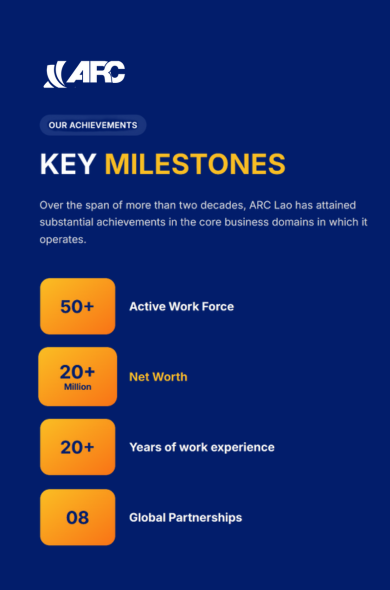 ARC
OUR ACHIEVEMENTS
KEY MILESTONES
Over the span of more than two decades, ARC Lao has attained
substantial achievements in the core business domains in which it
operates.
50+ Active Work Force
20+
Million
Net Worth
20+ Years of work experience
08 Global Partnerships